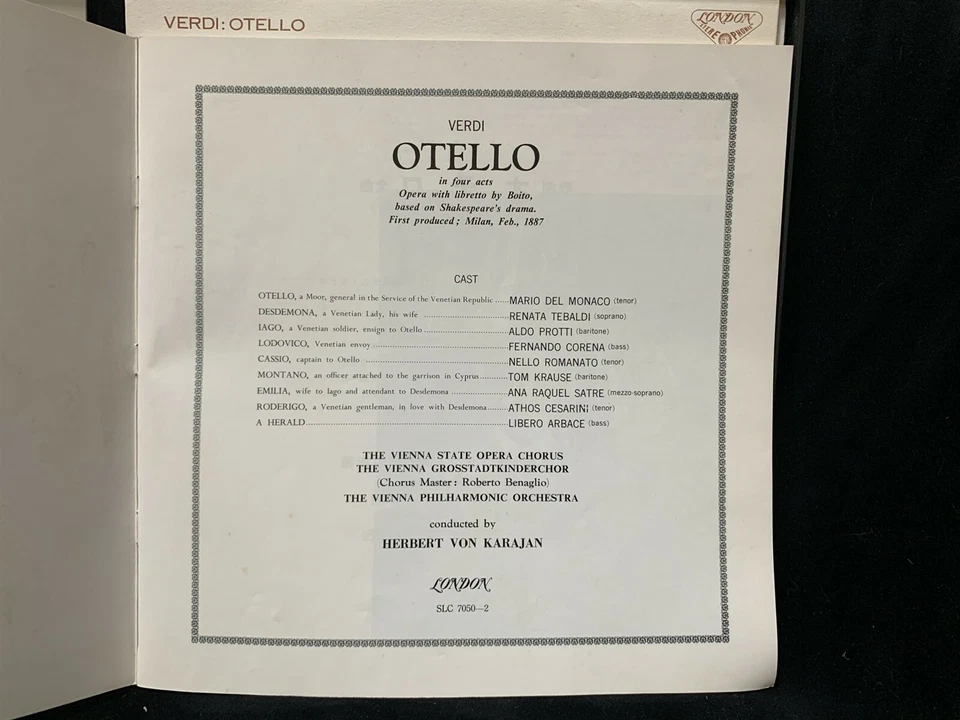 VERDI: OTELLO
LONDON
STEREOPHONIC
VERDI
OTELLO
in four acts
Opera with libretto by Boito,
based on Shakespeare's drama.
First produced; Milan, Feb., 1887
CAST
OTELLO, a Moor, general in the Service of the Venetian Republic ......MARIO DEL MONACO (tenor)
DESDEMONA, a Venetian Lady, his wife ........................RENATA TEBALDI (soprano)
IAGO, a Venetian soldier, ensign to Otello ........................ALDO PROTTI (baritone)
LODOVICO, Venetian envoy........................................FERNANDO CORENA (bass)
CASSIO, captain to Otello ........................................NELLO ROMANATO (tenor)
MONTANO, an officer attached to the garrison in Cyprus............TOM KRAUSE (baritone)
EMILIA, wife to Iago and attendant to Desdemona ..................ANA RAQUEL SATRE (mezzo-soprano)
RODERIGO, a Venetian gentleman, in love with Desdemona........ATHOS CESARINI (tenor)
A HERALD............................................................LIBERO ARBACE (bass)
THE VIENNA STATE OPERA CHORUS
THE VIENNA GROSSTADTKINDERCHOR
(Chorus Master: Roberto Benaglio)
THE VIENNA PHILHARMONIC ORCHESTRA
conducted by
HERBERT VON KARAJAN
LONDON
SLC 7050—2